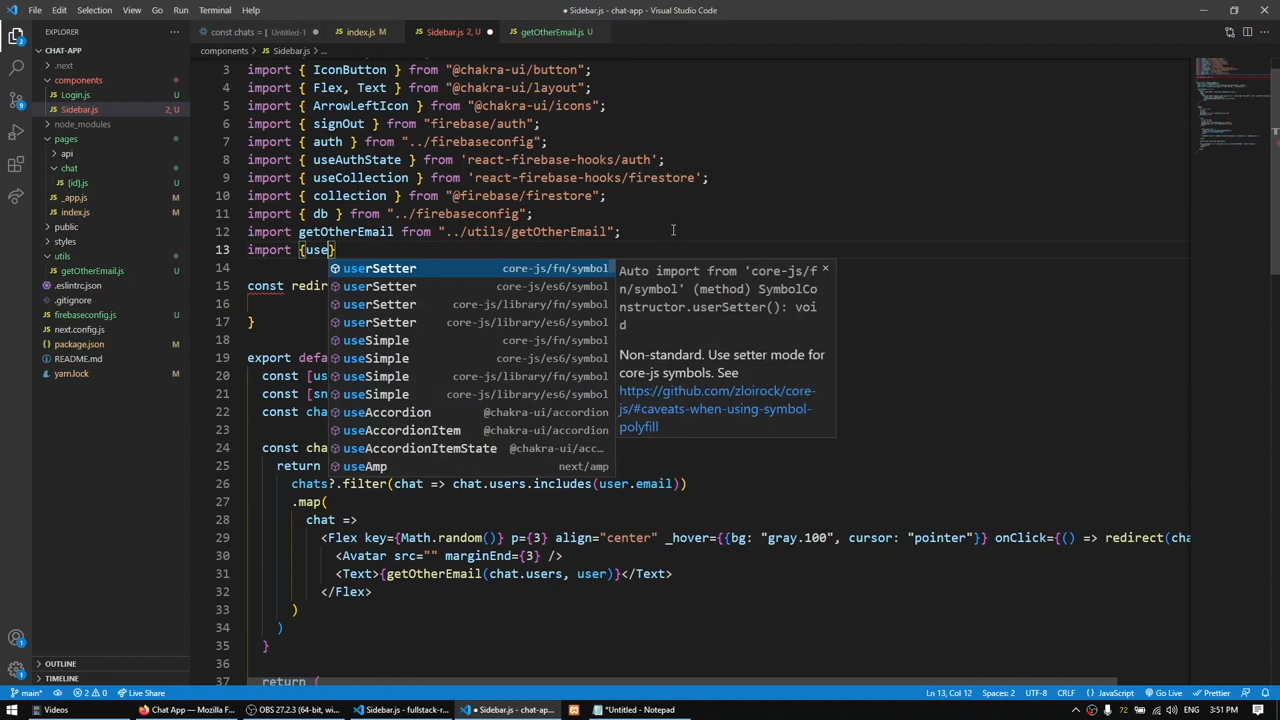 File Edit Selection View Go Run Terminal Help
● Sidebar.js - chat-app - Visual Studio Code
EXPLORER
const chats = [ Untitled-1
JS index.js M
JS Sidebar.js 2, U
JS getOtherEmail.js U
components > JS Sidebar.js > ...
CHAT-APP
.next
components
Login.js U
Sidebar.js 2, U
node_modules
pages
api
chat
[id].js U
_app.js M
index.js M
public
styles
utils
getOtherEmail.js U
.eslintrc.json
.gitignore
firebaseconfig.js U
next.config.js
package.json M
README.md
yarn.lock M
OUTLINE
TIMELINE
3 import { IconButton } from "@chakra-ui/button";
4 import { Flex, Text } from "@chakra-ui/layout";
5 import { ArrowLeftIcon } from "@chakra-ui/icons";
6 import { signOut } from "firebase/auth";
7 import { auth } from "../firebaseconfig";
8 import { useAuthState } from 'react-firebase-hooks/auth';
9 import { useCollection } from 'react-firebase-hooks/firestore';
10 import { collection } from "@firebase/firestore";
11 import { db } from "../firebaseconfig";
12 import getOtherEmail from "../utils/getOtherEmail";
13 import {use}
14
15 const redir
16
17 }
18
19 export defa
20 const [us
21 const [sn
22 const cha
23
24 const cha
25 return
26 chats?.filter(chat => chat.users.includes(user.email))
27 .map(
28 chat =>
29 <Flex key={Math.random()} p={3} align="center" _hover={{bg: "gray.100", cursor: "pointer"}} onClick={() => redirect(cha
30 <Avatar src="" marginEnd={3} />
31 <Text>{getOtherEmail(chat.users, user)}</Text>
32 </Flex>
33 )
34 )
35 }
36
37 return (
userSetter core-js/fn/symbol
userSetter core-js/es6/symbol
userSetter core-js/library/fn/symbol
userSetter core-js/library/es6/symbol
useSimple core-js/fn/symbol
useSimple core-js/es6/symbol
useSimple core-js/library/fn/symbol
useSimple core-js/library/es6/symbol
useAccordion @chakra-ui/accordion
useAccordionItem @chakra-ui/accordion
useAccordionItemState @chakra-ui/acc...
useAmp next/amp
Auto import from 'core-js/f
n/symbol' (method) SymbolCo
nstructor.userSetter(): voi
d
Non-standard. Use setter mode for
core-js symbols. See
https://github.com/zloirock/core-
js/#caveats-when-using-symbol-
polyfill
main* 2 0 Live Share
Ln 13, Col 12 Spaces: 2 UTF-8 CRLF { } JavaScript Go Live Prettier
Videos
Chat App — Mozilla F...
OBS 27.2.3 (64-bit, wi...
Sidebar.js - fullstack-r...
● Sidebar.js - chat-ap...
*Untitled - Notepad
72
ENG 3:51 PM